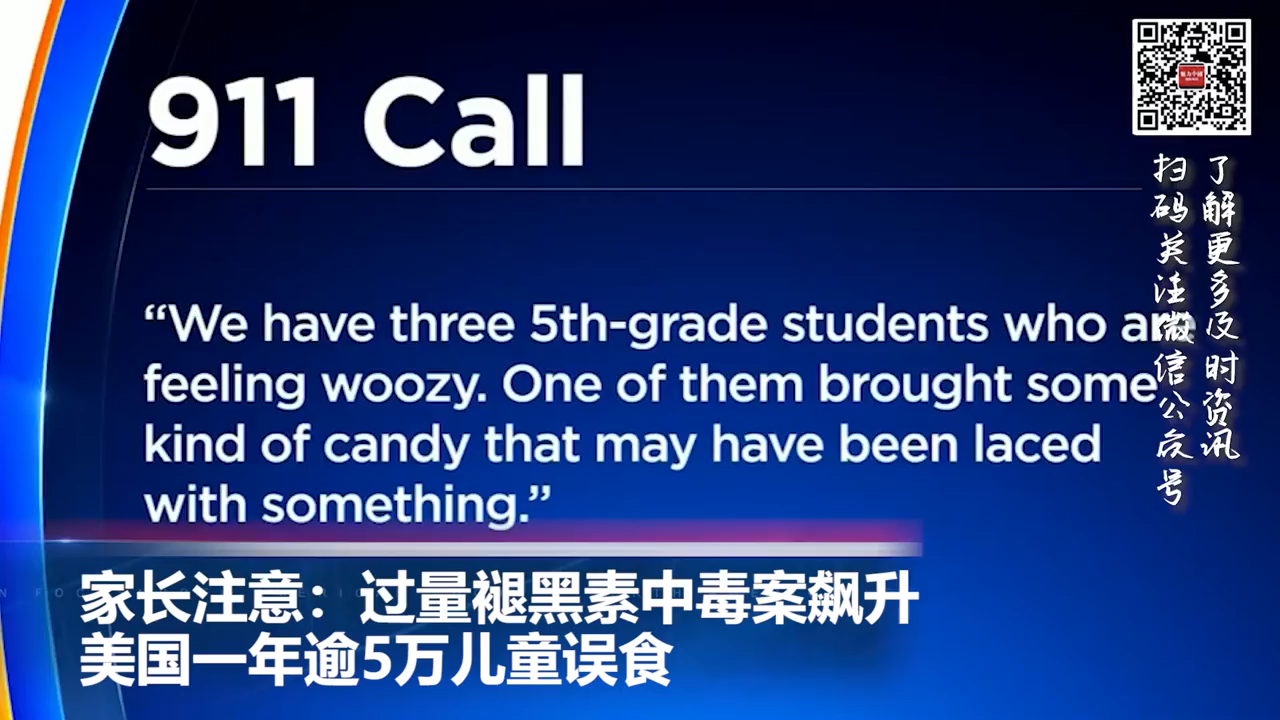 911 Call
“We have three 5th-grade students who are
feeling woozy. One of them brought some
kind of candy that may have been laced
with something.”
家长注意：过量褪黑素中毒案飙升
美国一年逾5万儿童误食
了解更多及时资讯
扫码关注微信公众号